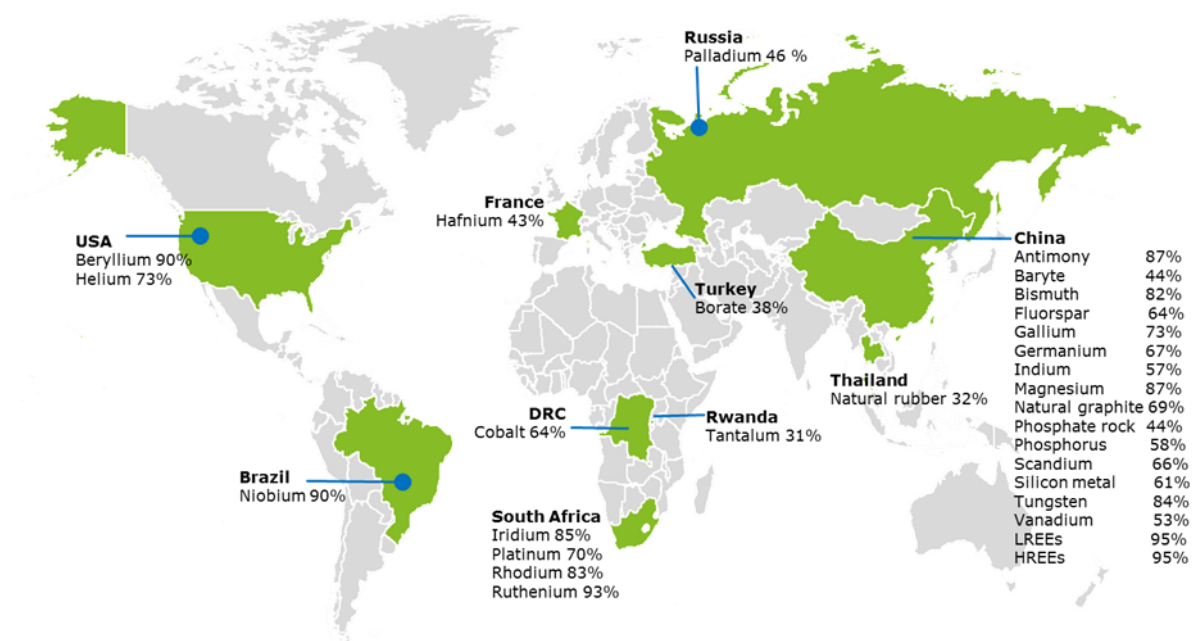 Russia
Palladium 46 %
France
Hafnium 43%
USA
Beryllium 90%
Helium 73%
China
Antimony 87%
Baryte 44%
Bismuth 82%
Fluorspar 64%
Gallium 73%
Germanium 67%
Indium 57%
Magnesium 87%
Natural graphite 69%
Phosphate rock 44%
Phosphorus 58%
Scandium 66%
Silicon metal 61%
Tungsten 84%
Vanadium 53%
LREEs 95%
HREEs 95%
Turkey
Borate 38%
Thailand
Natural rubber 32%
DRC
Cobalt 64%
Rwanda
Tantalum 31%
Brazil
Niobium 90%
South Africa
Iridium 85%
Platinum 70%
Rhodium 83%
Ruthenium 93%